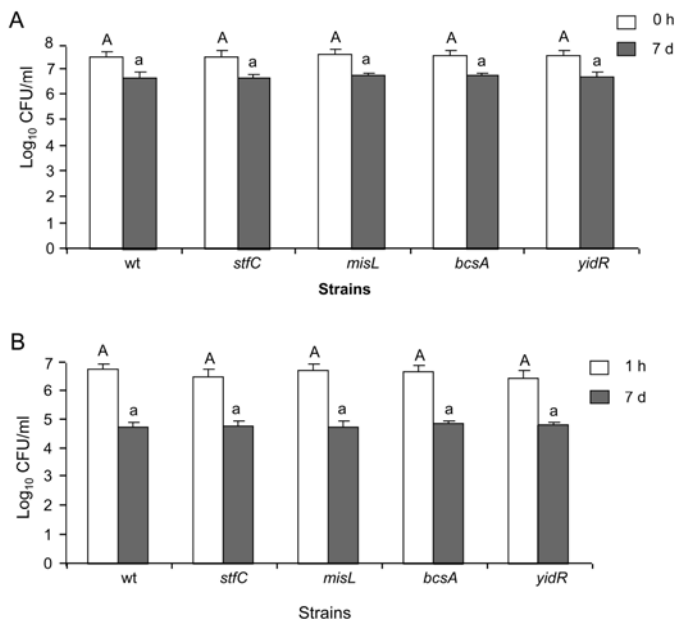 A
Log10 CFU/ml
8
7
6
5
4
3
2
1
0
A A A A A
a a a a a
0 h
7 d
wt stfC misL bcsA yidR
Strains
B
Log10 CFU/ml
7
6
5
4
3
2
1
0
A A A A A
a a a a a
1 h
7 d
wt stfC misL bcsA yidR
Strains